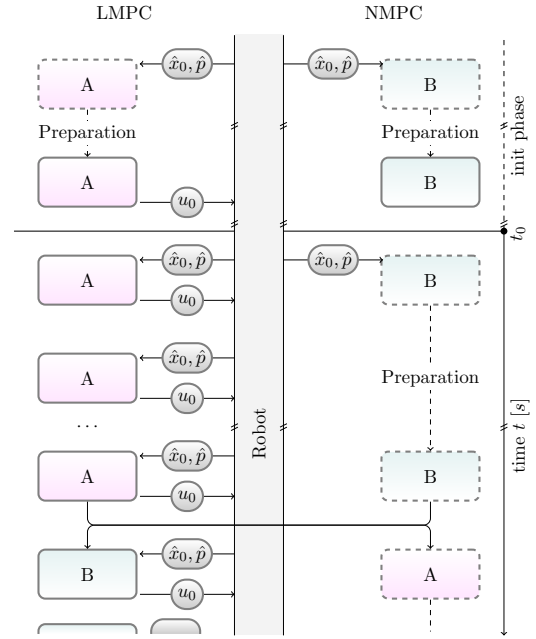 LMPC NMPC
x̂₀, p̂ x̂₀, p̂
A B
Preparation Preparation
A B
u₀
init phase
t₀
x̂₀, p̂ x̂₀, p̂
A B
u₀
x̂₀, p̂
A Preparation
u₀
...
Robot
time t [s]
x̂₀, p̂
A B
u₀
x̂₀, p̂
B A
u₀